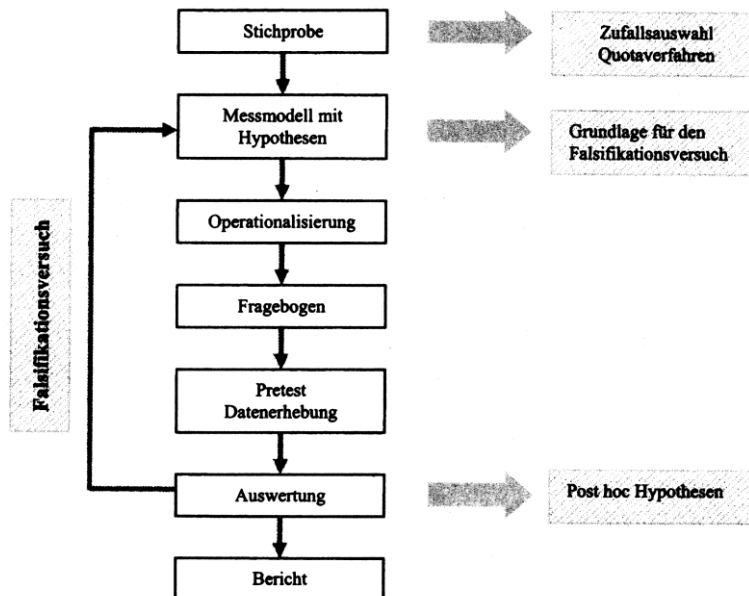 Stichprobe
Zufallsauswahl
Quotaverfahren
Messmodell mit
Hypothesen
Grundlage für den
Falsifikationsversuch
Operationalisierung
Falsifikationsversuch
Fragebogen
Pretest
Datenerhebung
Auswertung
Post hoc Hypothesen
Bericht